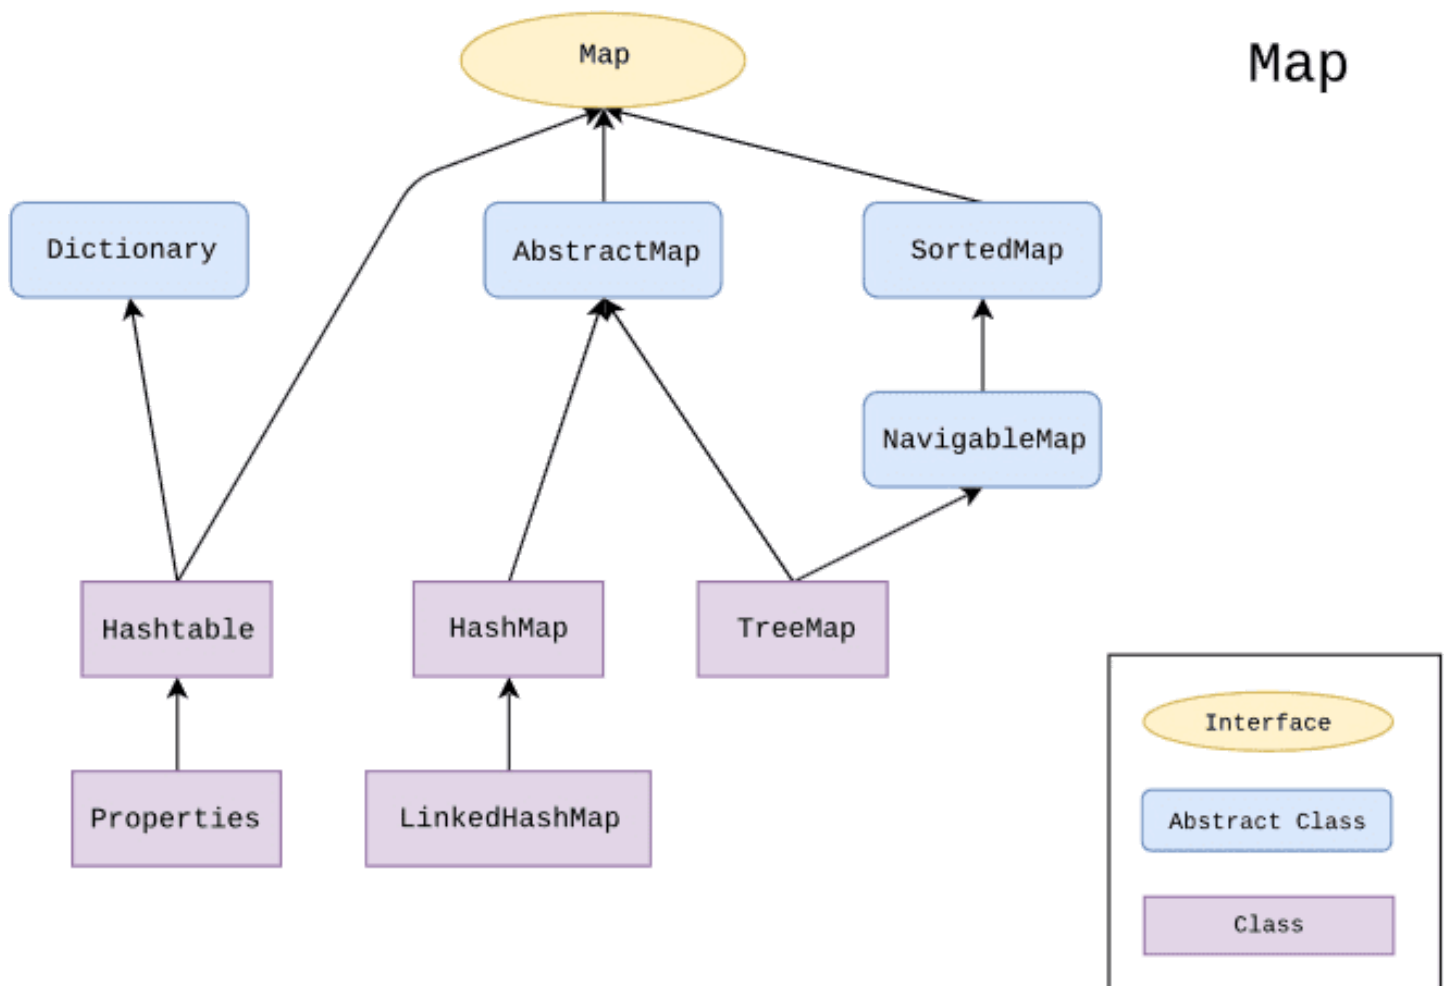 Map
Map
Dictionary
AbstractMap
SortedMap
NavigableMap
Hashtable
HashMap
TreeMap
Properties
LinkedHashMap
Interface
Abstract Class
Class